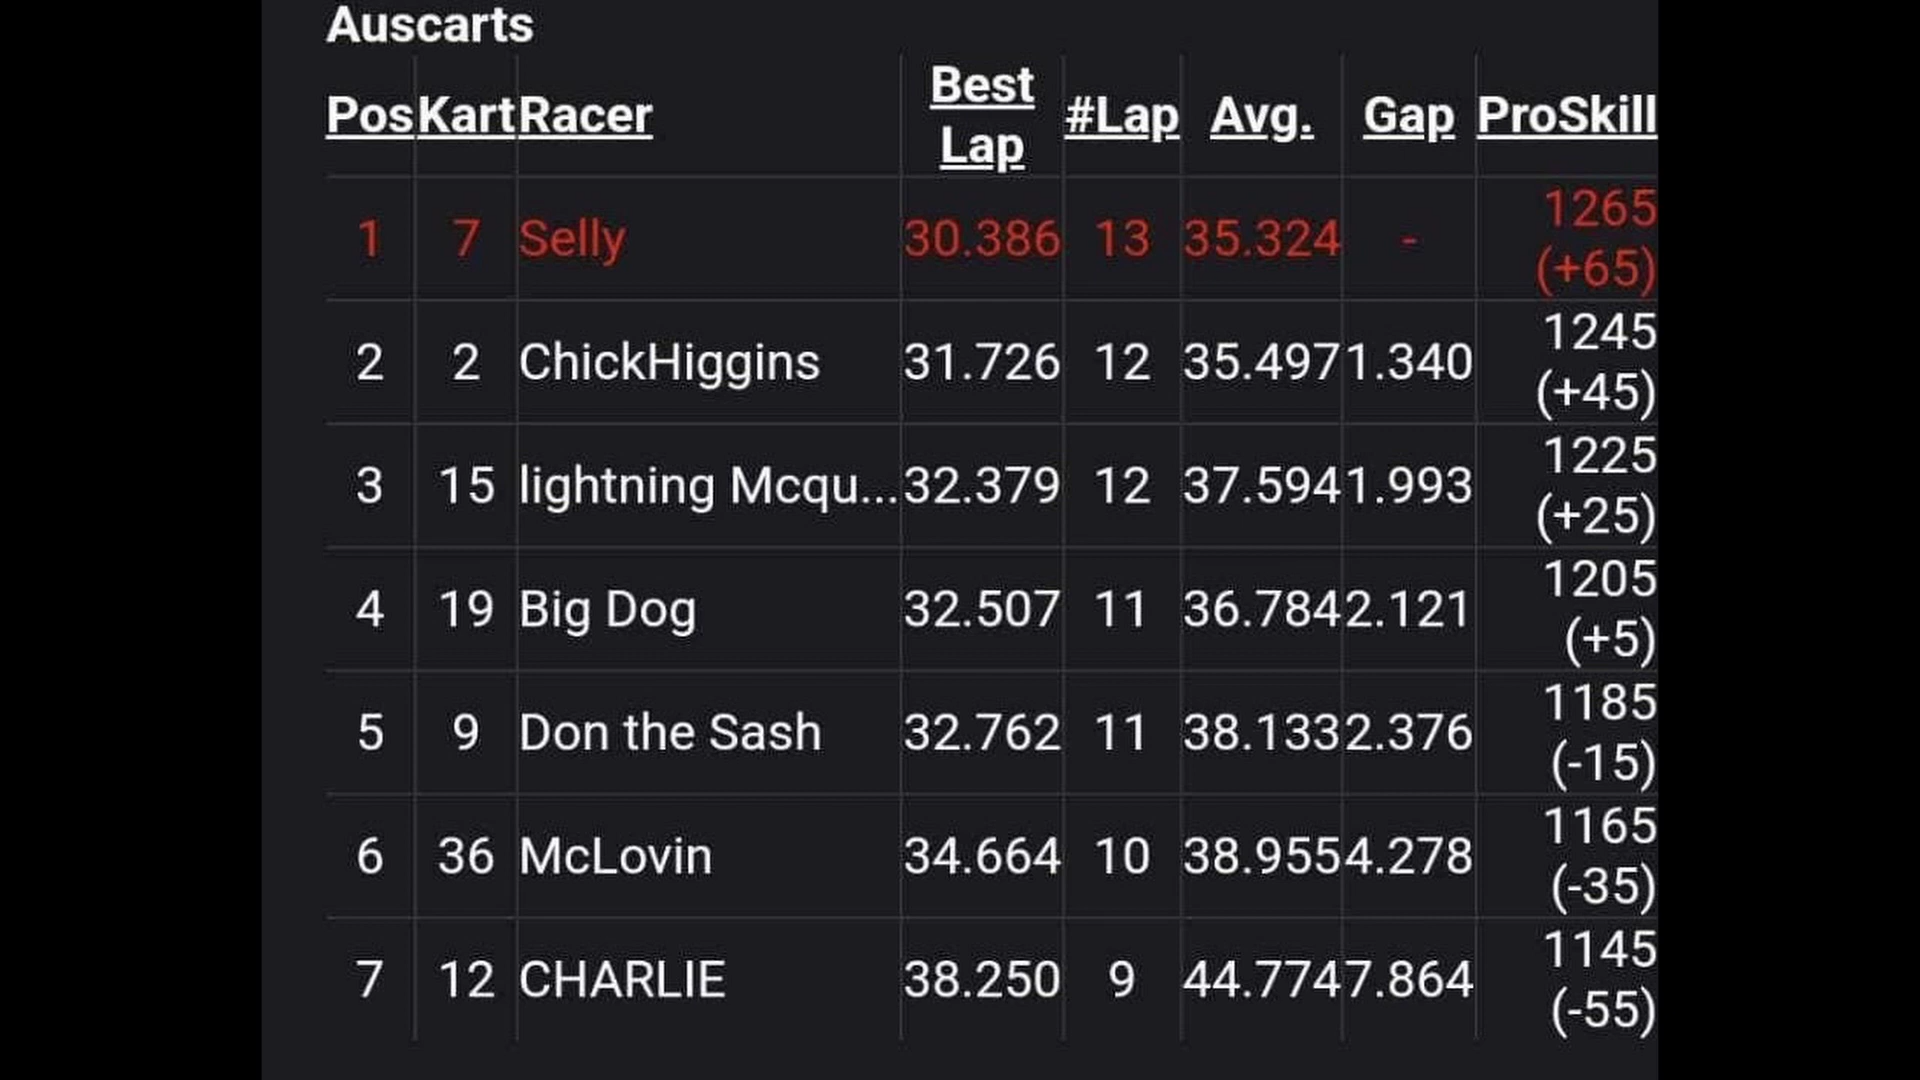 Auscarts
Pos Kart Racer Best Lap #Lap Avg. Gap ProSkill
1 7 Selly 30.386 13 35.324 - 1265 (+65)
2 2 ChickHiggins 31.726 12 35.497 1.340 1245 (+45)
3 15 lightning Mcqu... 32.379 12 37.594 1.993 1225 (+25)
4 19 Big Dog 32.507 11 36.784 2.121 1205 (+5)
5 9 Don the Sash 32.762 11 38.133 2.376 1185 (-15)
6 36 McLovin 34.664 10 38.955 4.278 1165 (-35)
7 12 CHARLIE 38.250 9 44.774 7.864 1145 (-55)